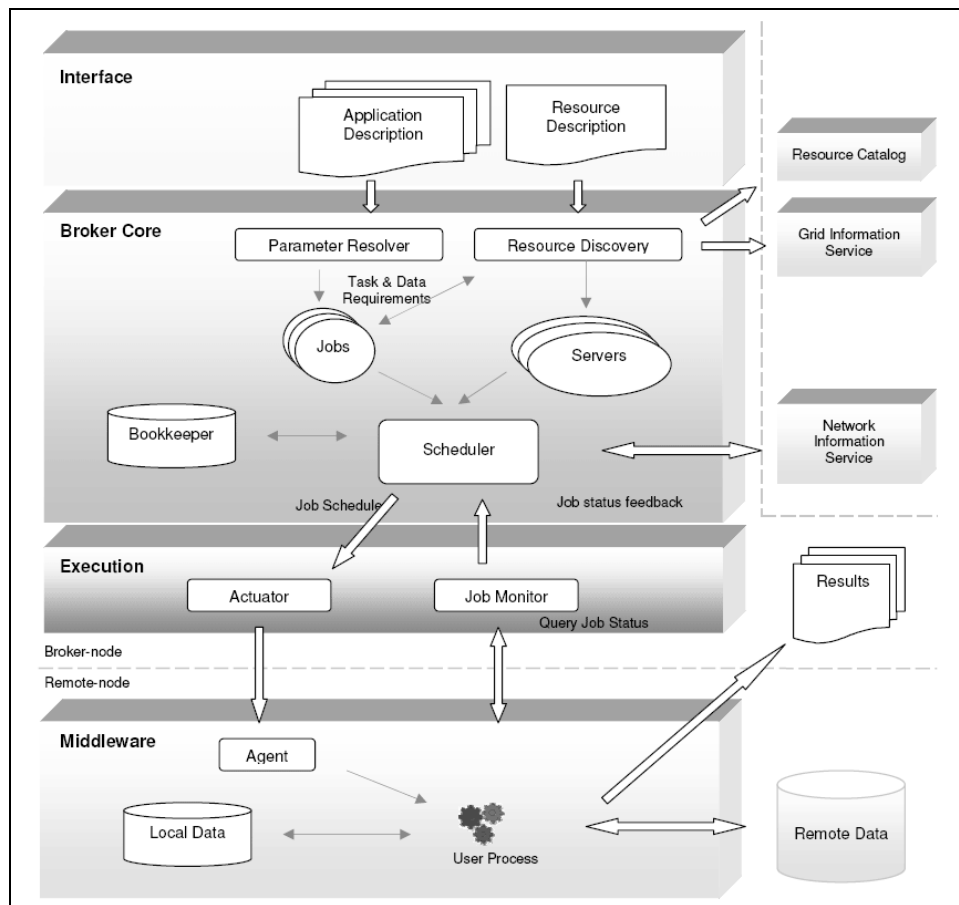 Interface
Application
Description
Resource
Description
Resource Catalog
Broker Core
Parameter Resolver
Resource Discovery
Grid Information
Service
Task & Data
Requirements
Jobs
Servers
Bookkeeper
Scheduler
Network
Information
Service
Job Schedule
Job status feedback
Execution
Actuator
Job Monitor
Results
Query Job Status
Broker-node
Remote-node
Middleware
Agent
Local Data
User Process
Remote Data